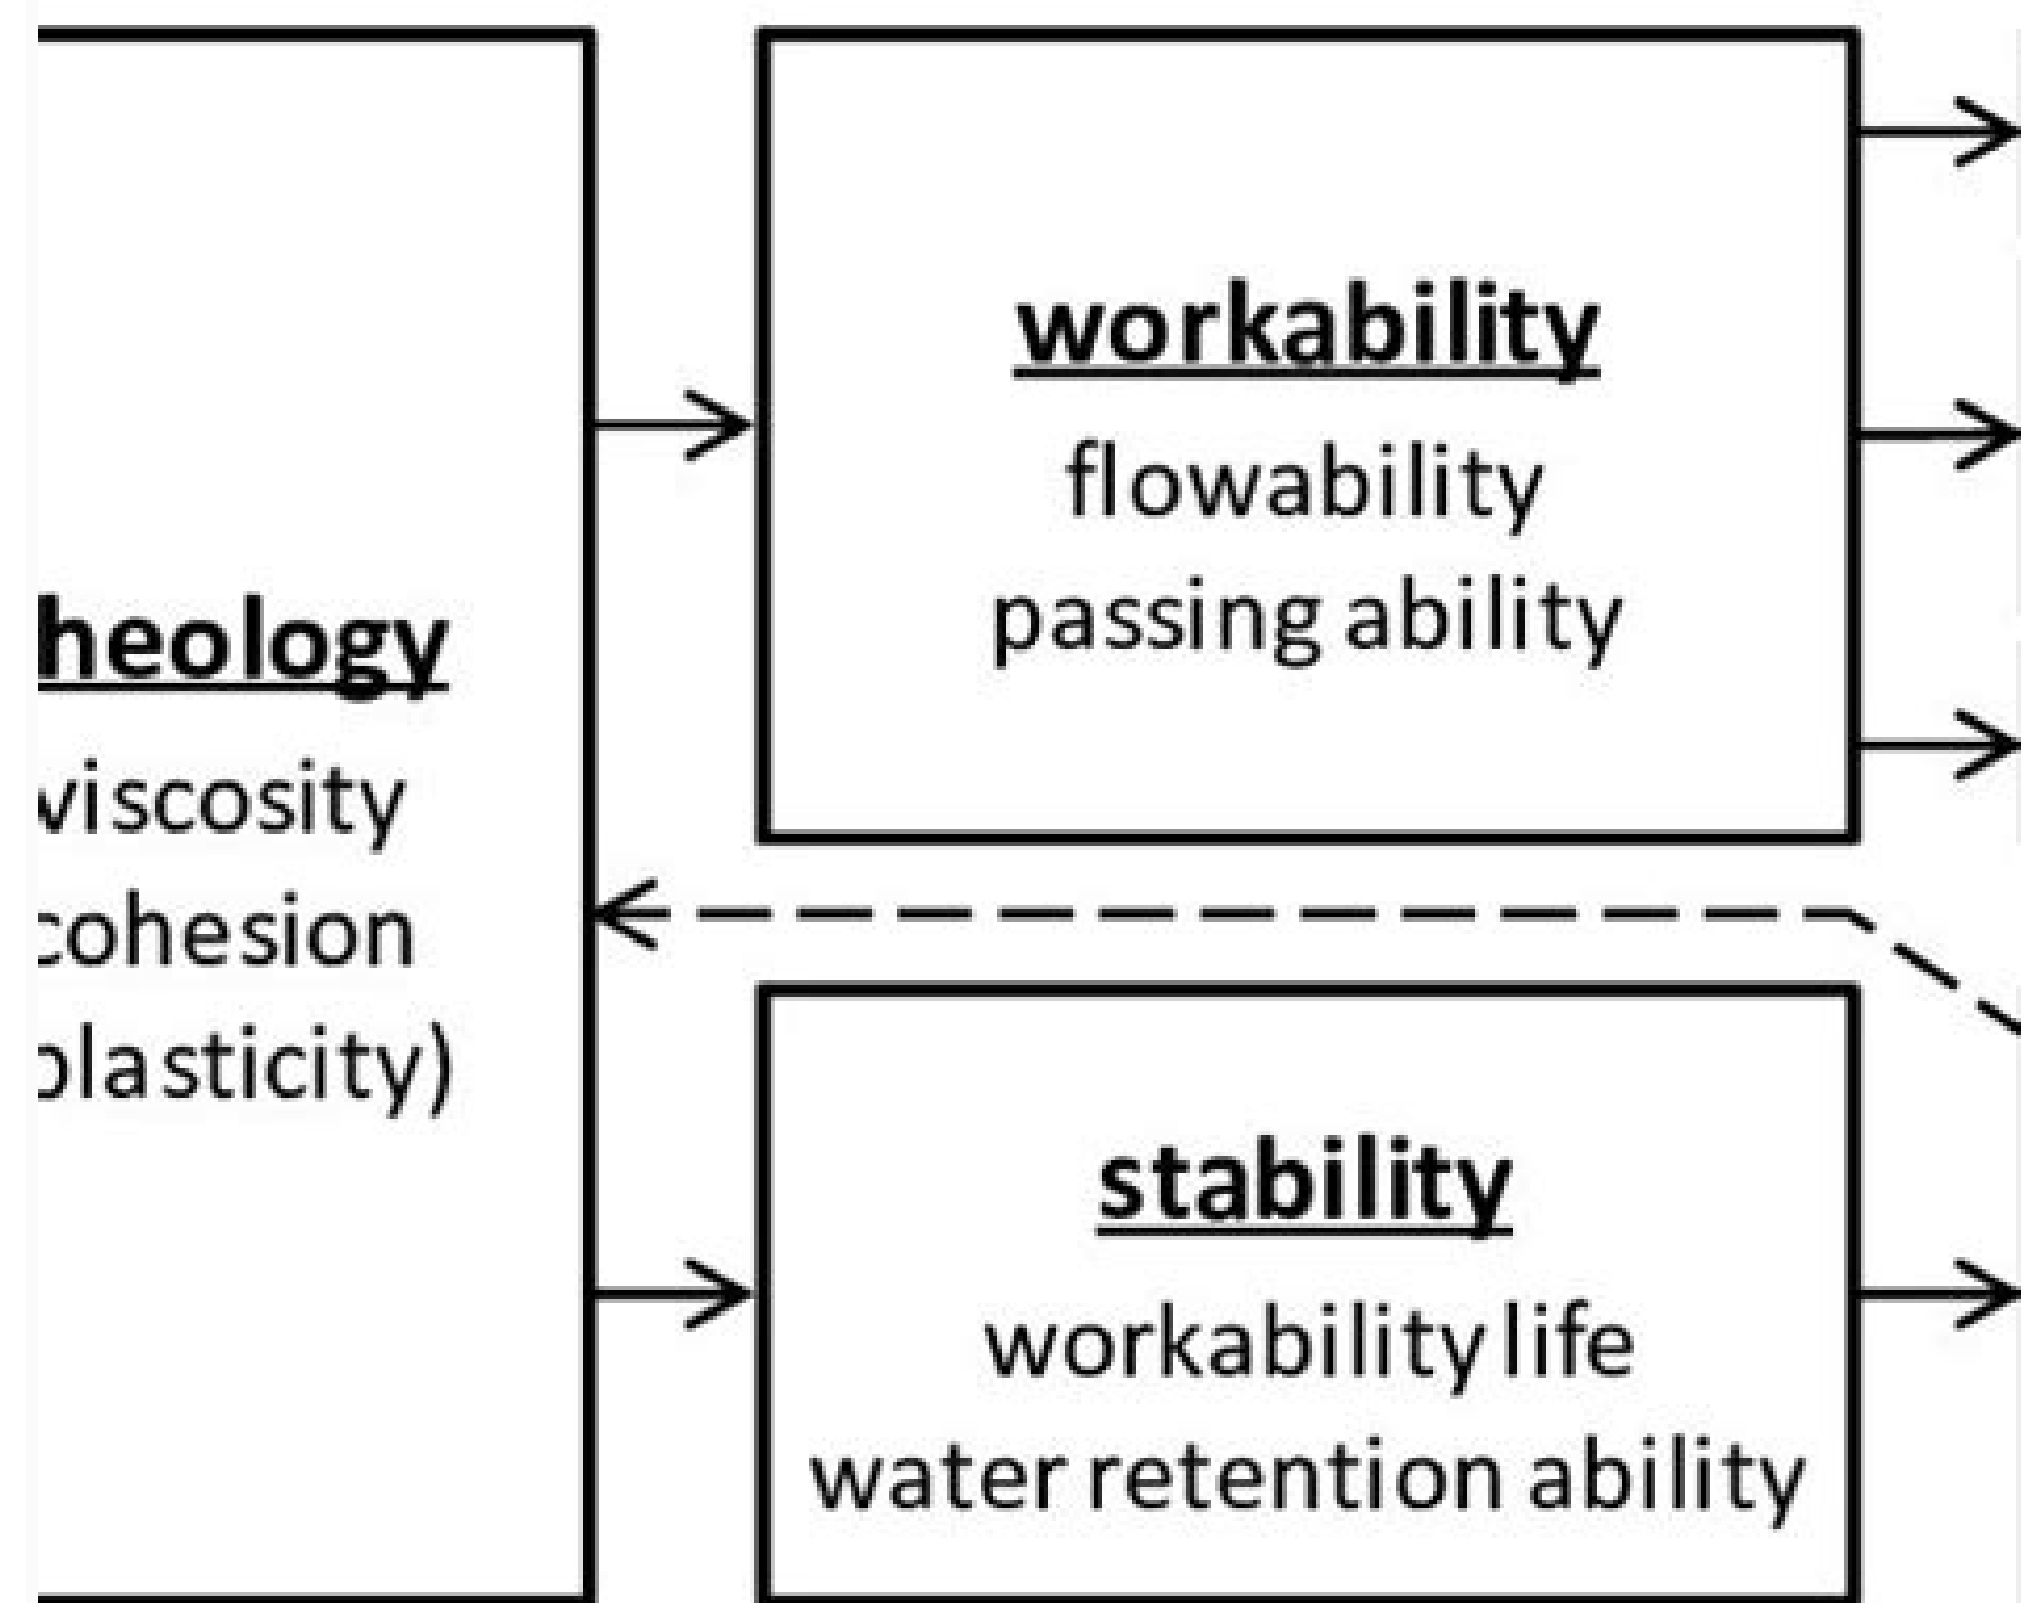 heology
viscosity
cohesion
plasticity)
workability
flowability
passing ability
stability
workability life
water retention ability